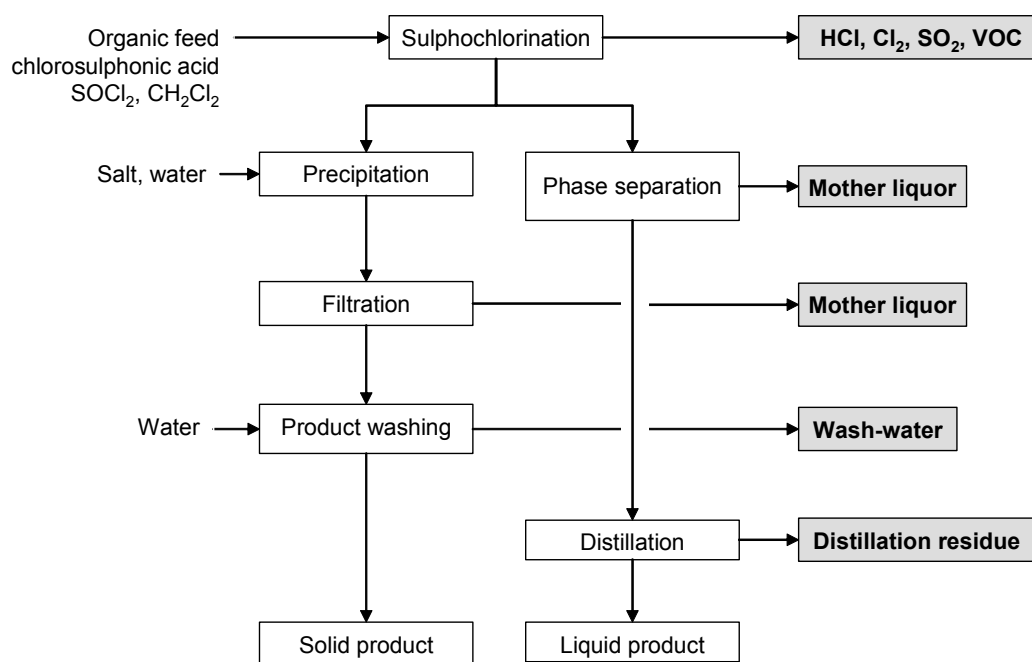 Organic feed
chlorosulphonic acid
SOCl₂, CH₂Cl₂
Sulphochlorination
HCl, Cl₂, SO₂, VOC
Salt, water
Precipitation
Phase separation
Mother liquor
Filtration
Mother liquor
Water
Product washing
Wash-water
Distillation
Distillation residue
Solid product
Liquid product